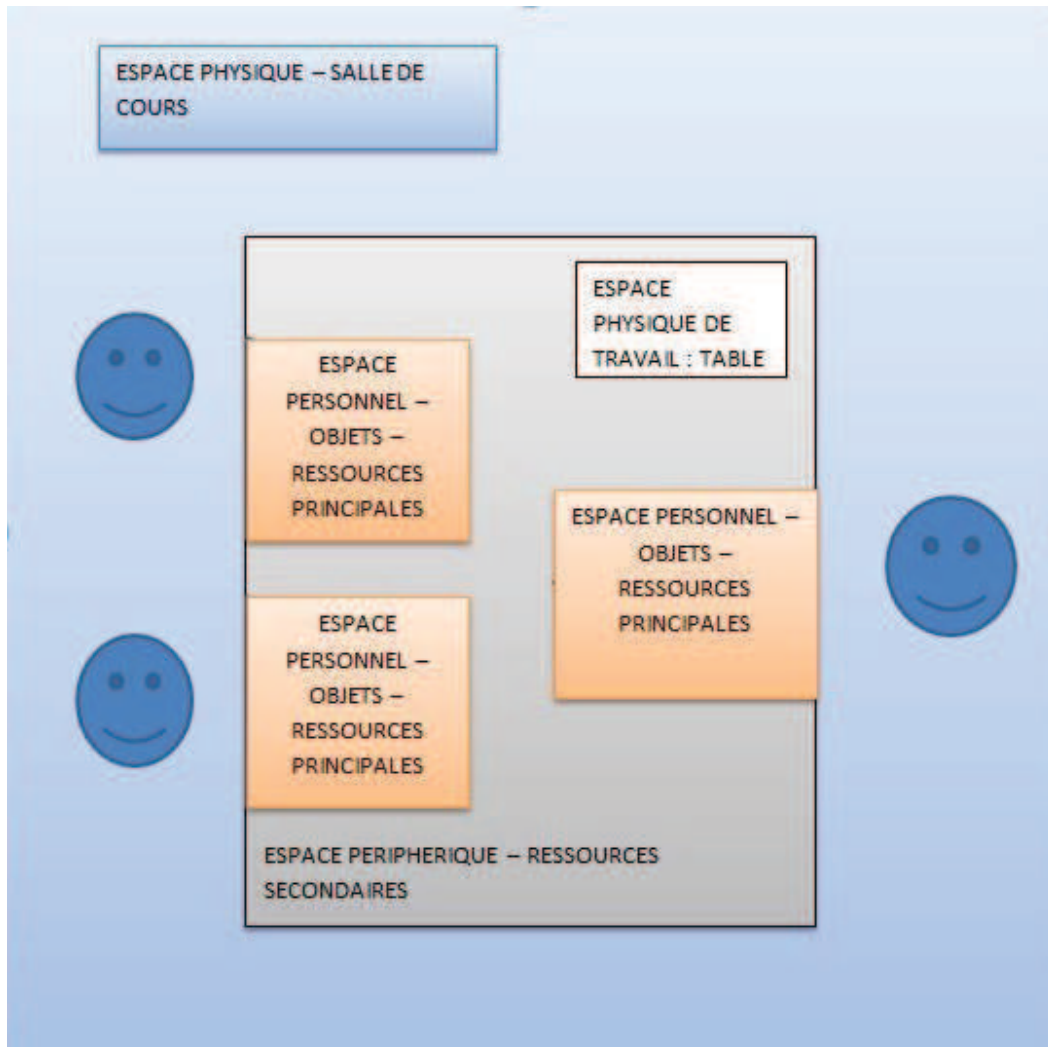 ESPACE PHYSIQUE – SALLE DE
COURS
ESPACE
PHYSIQUE DE
TRAVAIL : TABLE
ESPACE
PERSONNEL –
OBJETS –
RESSOURCES
PRINCIPALES
ESPACE PERSONNEL –
OBJETS –
RESSOURCES
PRINCIPALES
ESPACE
PERSONNEL –
OBJETS –
RESSOURCES
PRINCIPALES
ESPACE PERIPHERIQUE – RESSOURCES
SECONDAIRES